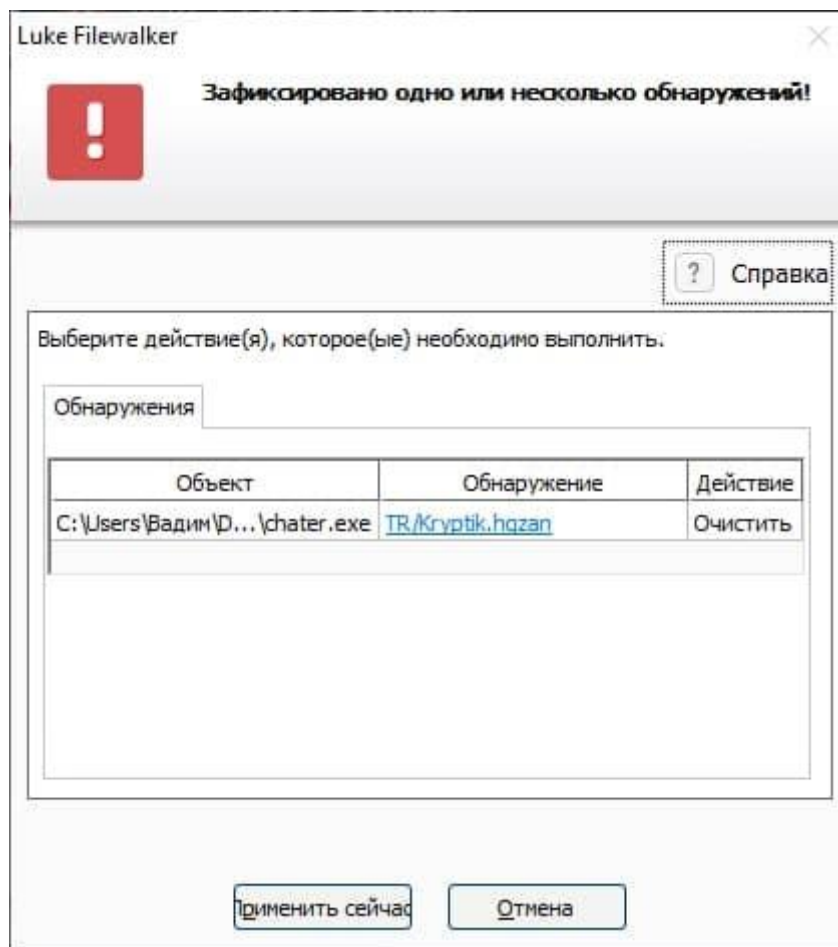 Luke Filewalker
Зафиксировано одно или несколько обнаружений!
? Справка
Выберите действие(я), которое(ые) необходимо выполнить.
Обнаружения
Объект Обнаружение Действие
C:\Users\Вадим\D...\chater.exe TR/Kryptik.hqzan Очистить
Применить сейчас Отмена